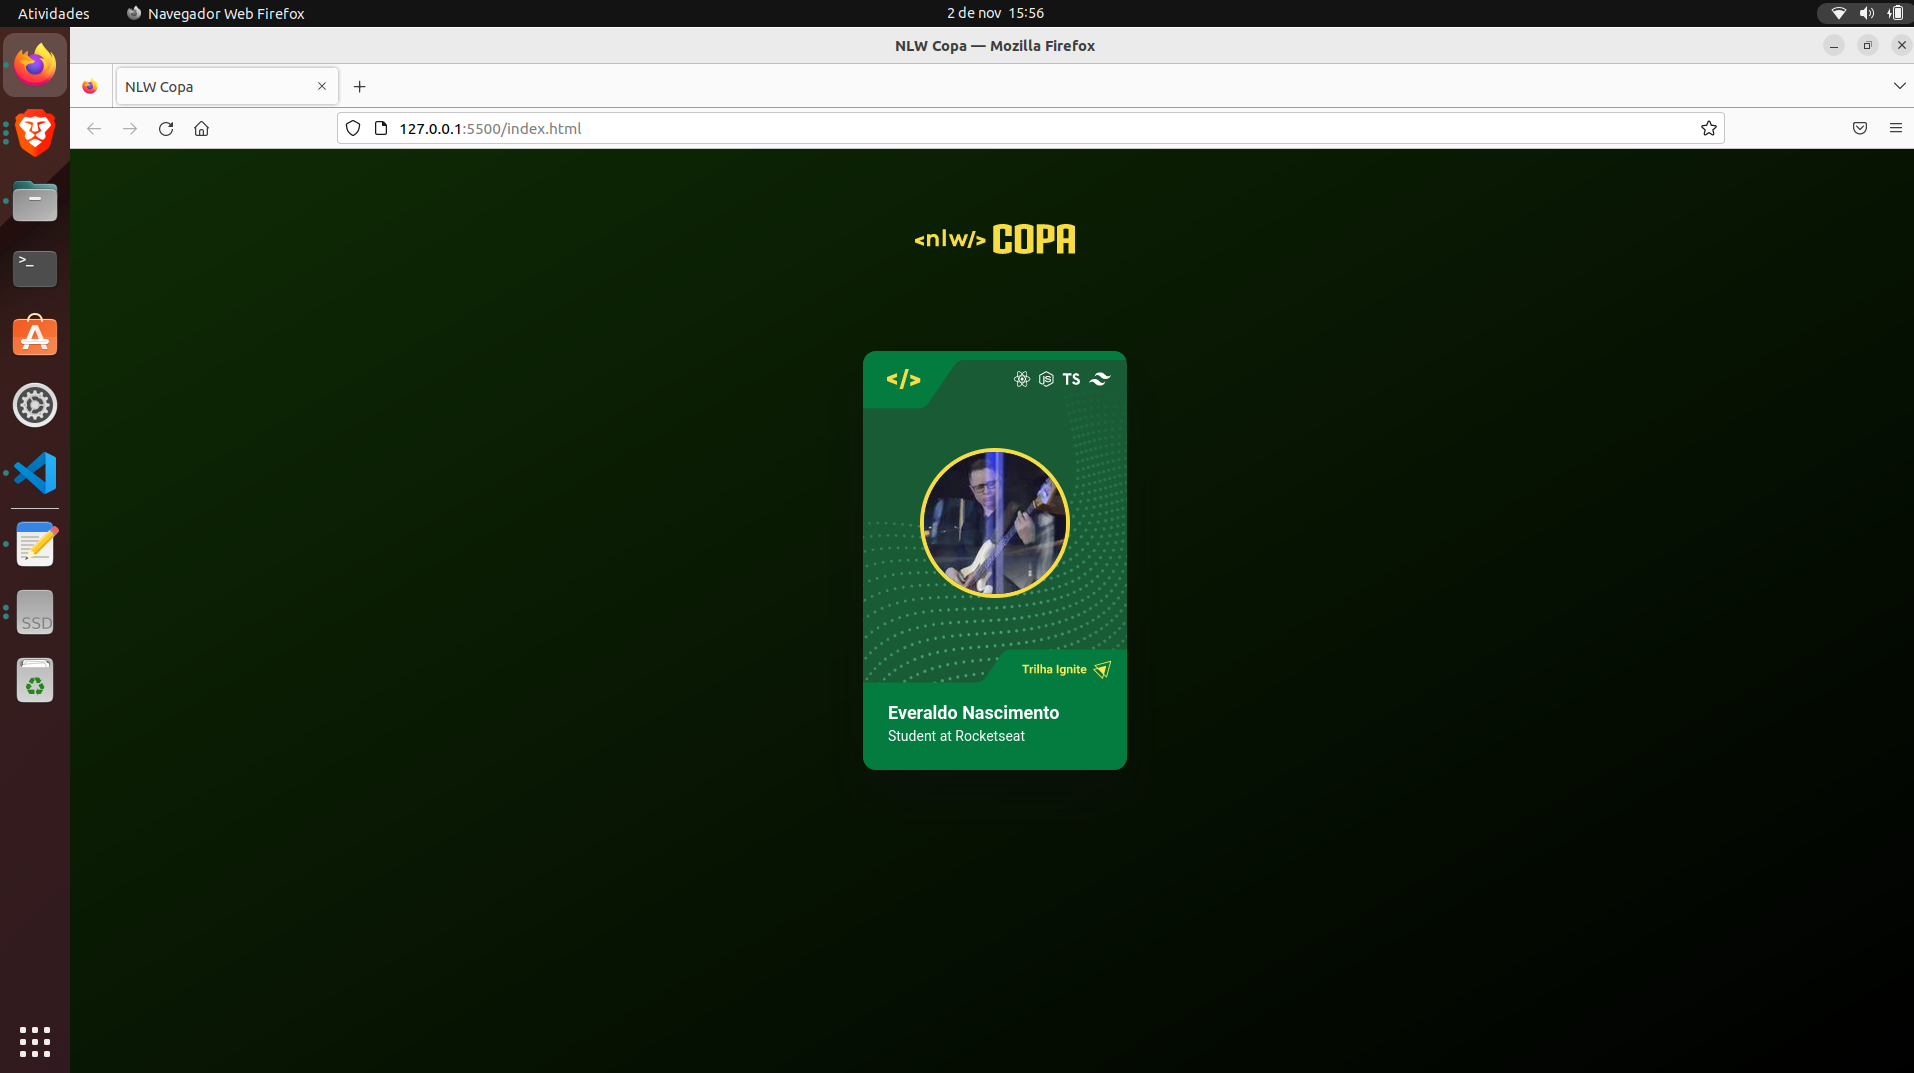 Atividades
Navegador Web Firefox
2 de nov 15:56
NLW Copa — Mozilla Firefox
NLW Copa
127.0.0.1:5500/index.html
>_
SSD
<nlw/> COPA
</>
JS
TS
Trilha Ignite
Everaldo Nascimento
Student at Rocketseat